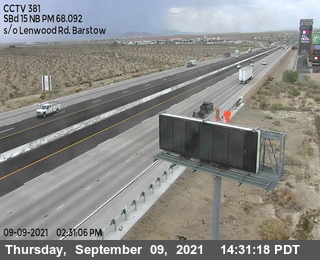 CCTV 381
SBd 15 NB PM 68.092
s/o Lenwood Rd. Barstow
09-09-2021 02:31:06 PM
Thursday, September 09, 2021 14:31:18 PDT